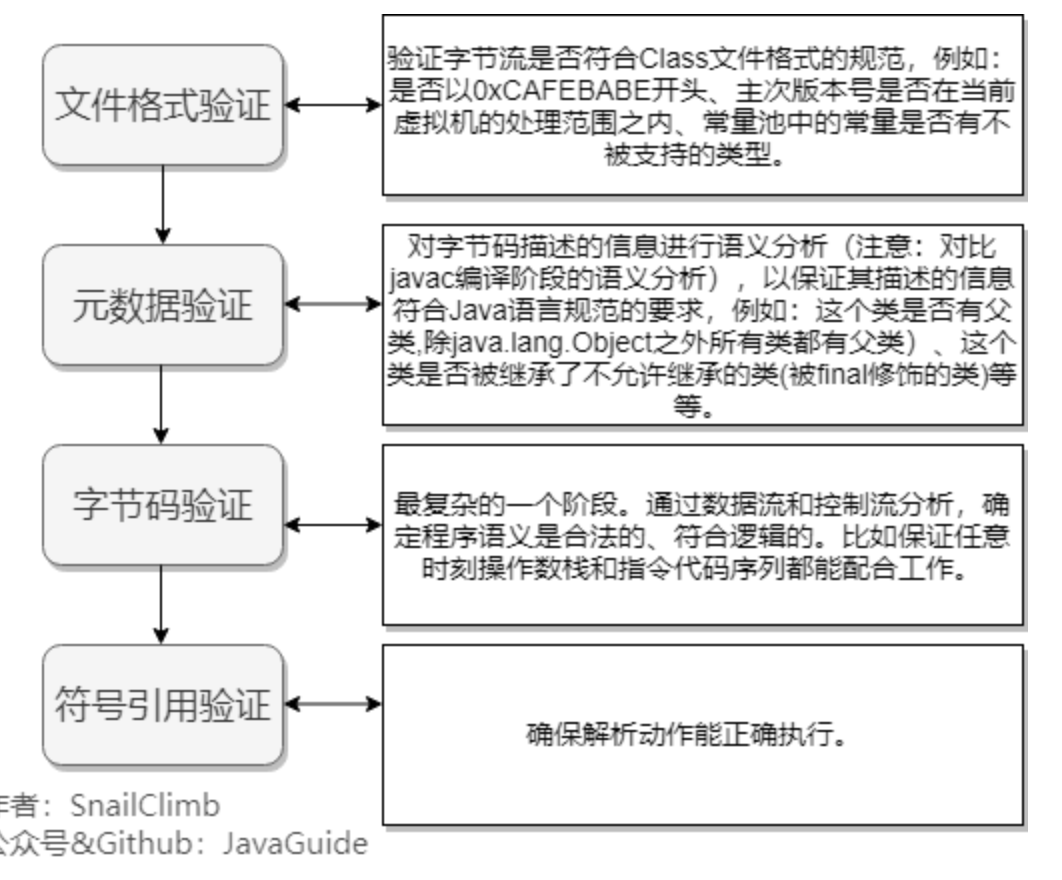 文件格式验证
验证字节流是否符合Class文件格式的规范，例如：
是否以0xCAFEBABE开头、主次版本号是否在当前
虚拟机的处理范围之内、常量池中的常量是否有不
被支持的类型。
元数据验证
对字节码描述的信息进行语义分析（注意：对比
javac编译阶段的语义分析），以保证其描述的信息
符合Java语言规范的要求，例如：这个类是否有父
类,除java.lang.Object之外所有类都有父类）、这个
类是否被继承了不允许继承的类(被final修饰的类)等
等。
字节码验证
最复杂的一个阶段。通过数据流和控制流分析，确
定程序语义是合法的、符合逻辑的。比如保证任意
时刻操作数栈和指令代码序列都能配合工作。
符号引用验证
确保解析动作能正确执行。
作者：SnailClimb
公众号&Github：JavaGuide